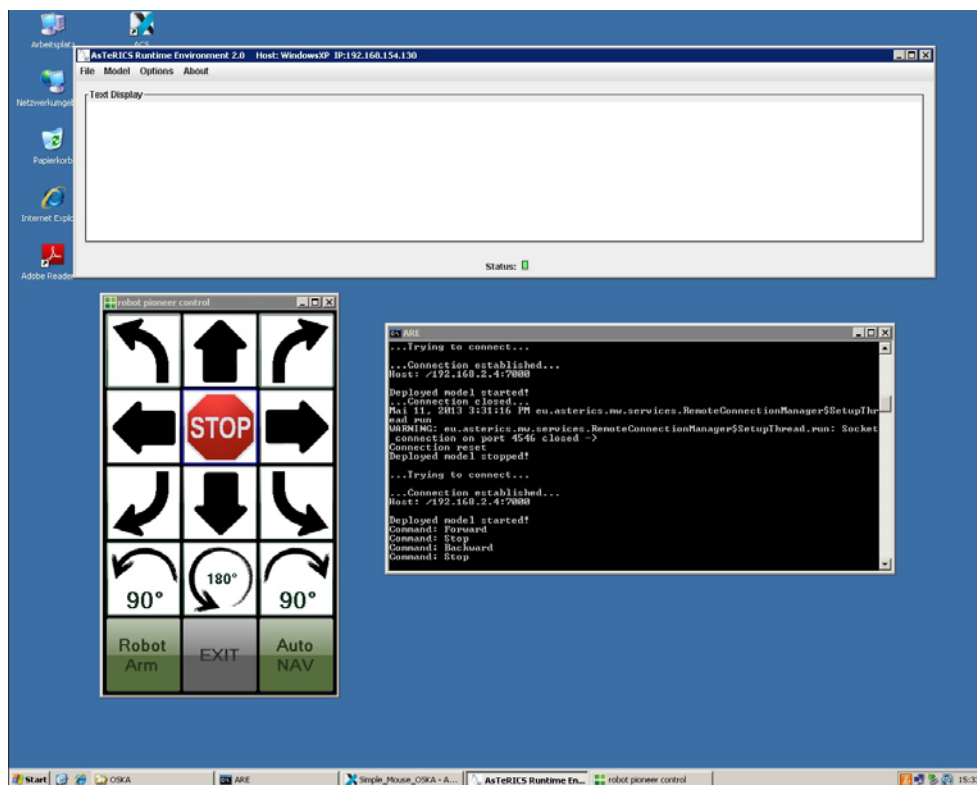 Arbeitsplatz
ACS
AsTeRICS Runtime Environment 2.0 Host: WindowsXP IP:192.168.154.130
File Model Options About
Text Display
Netzwerkumgeb
Papierkorb
Internet Explo
Adobe Reader
Status:
robot pioneer control
STOP
90°
180°
90°
Robot
Arm
EXIT
Auto
NAV
ARE
...Trying to connect...
...Connection established...
Host: /192.168.2.4:7000
Deployed model started!
...Connection closed...
Mai 11, 2013 3:31:16 PM eu.asterics.mw.services.RemoteConnectionManager$SetupThr
ead run
WARNING: eu.asterics.mw.services.RemoteConnectionManager$SetupThread.run: Socket
connection on port 4546 closed ->
Connection reset
Deployed model stopped!
...Trying to connect...
...Connection established...
Host: /192.168.2.4:7000
Deployed model started!
Command: Forward
Command: Stop
Command: Backward
Command: Stop
Start
OSKA
ARE
Simple_Mouse_OSKA - A...
AsTeRICS Runtime En...
robot pioneer control